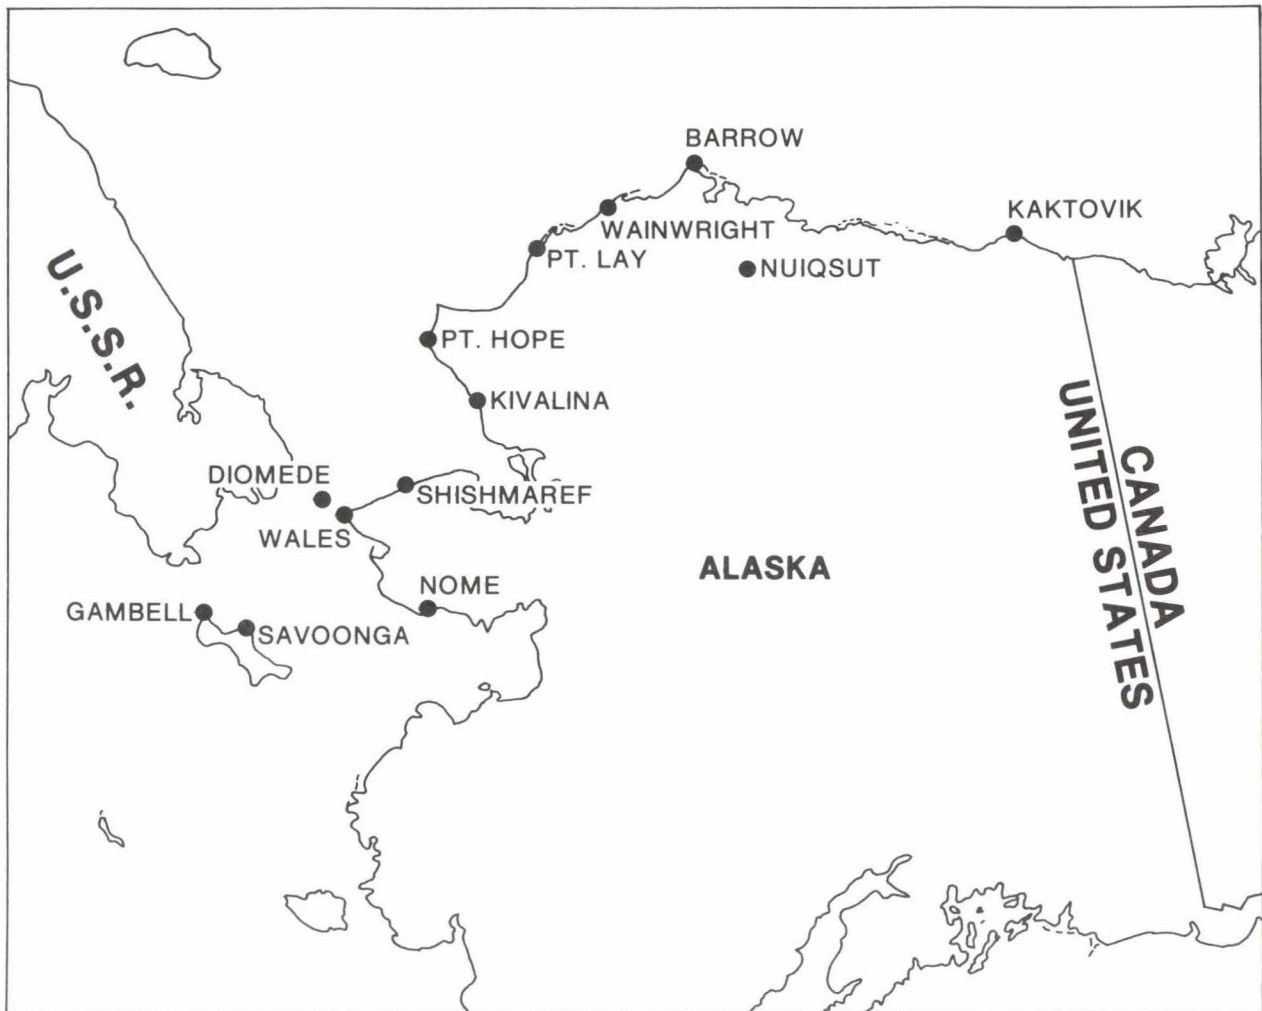 BARROW
KAKTOVIK
WAINWRIGHT
PT. LAY
NUIQSUT
U.S.S.R.
PT. HOPE
KIVALINA
DIOMEDE
SHISHMAREF
WALES
CANADA
UNITED STATES
ALASKA
NOME
GAMBELL
SAVOONGA